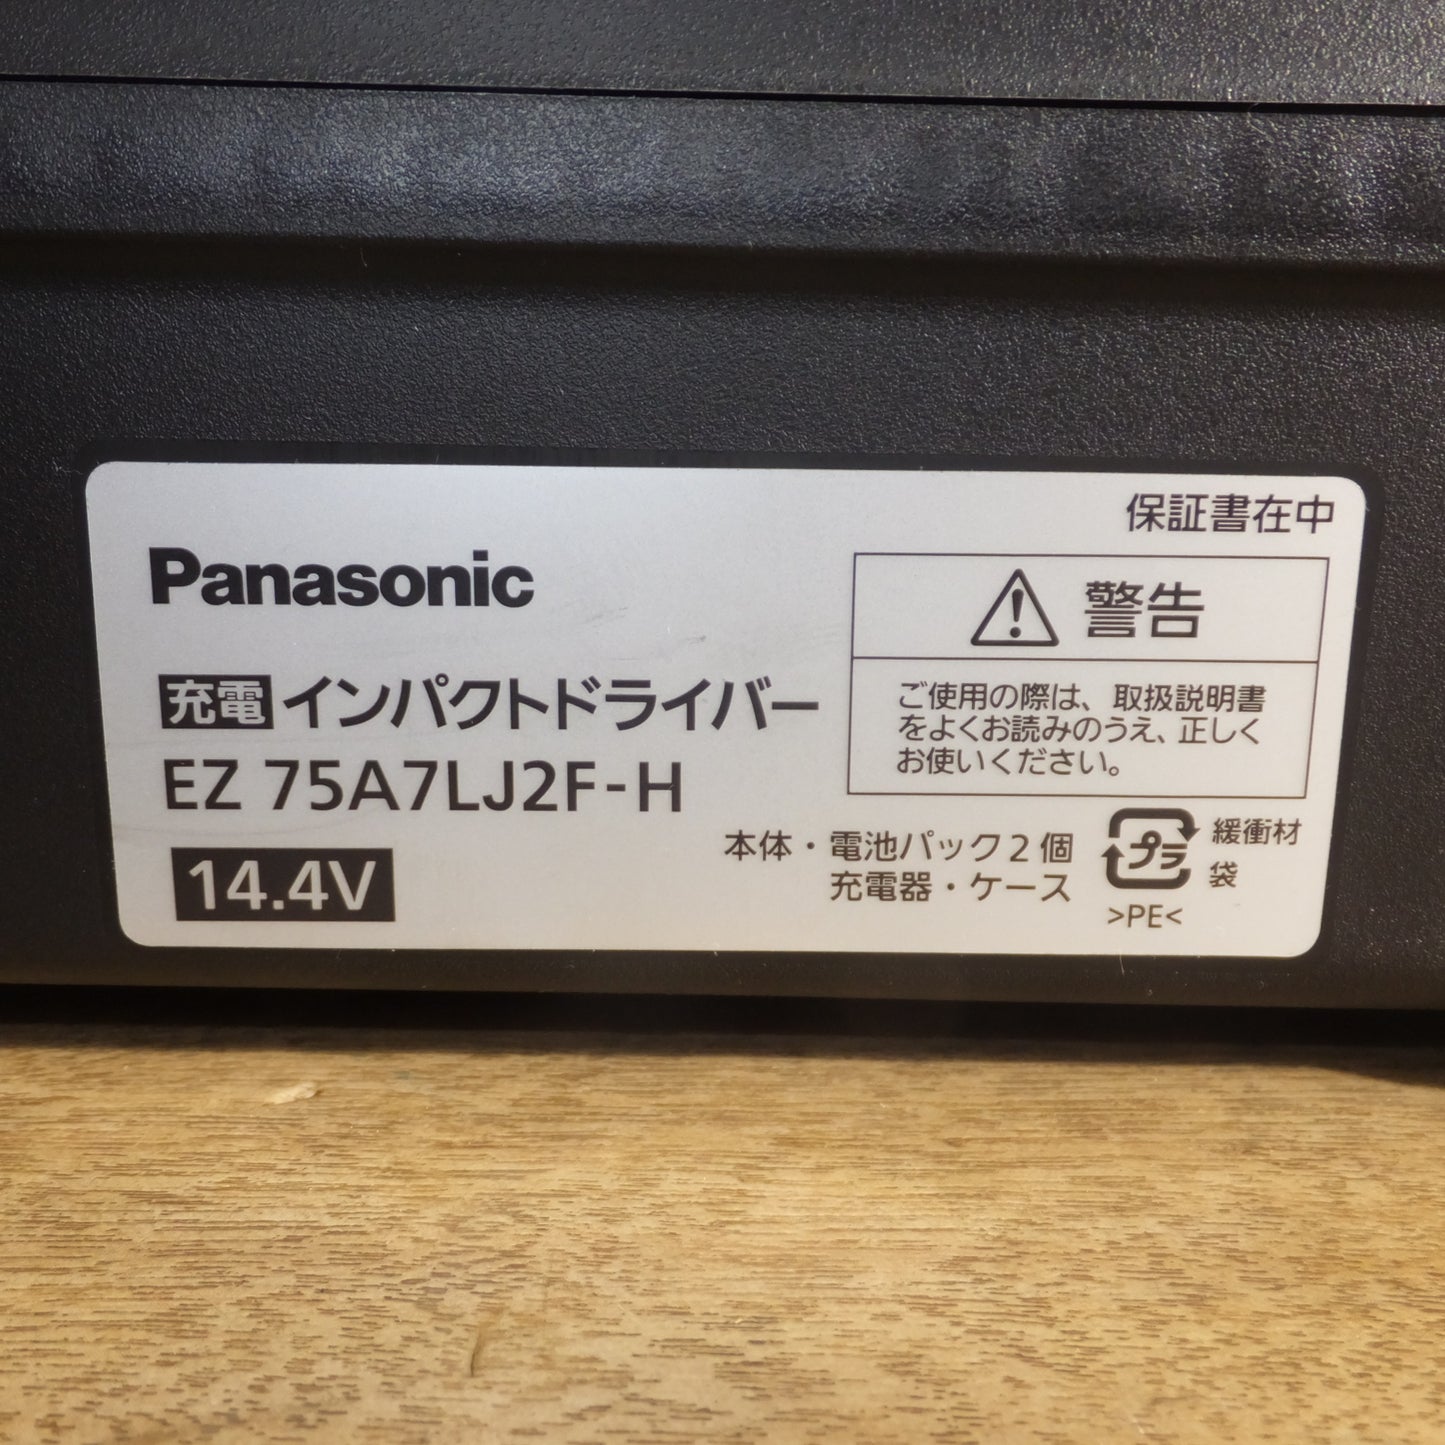 保証書在中
Panasonic
充電 インパクトドライバー
EZ 75A7LJ2F-H
14.4V
警告
ご使用の際は、取扱説明書
をよくお読みのうえ、正しく
お使いください。
本体・電池パック2個
充電器・ケース
プラ
緩衝材
袋
>PE<